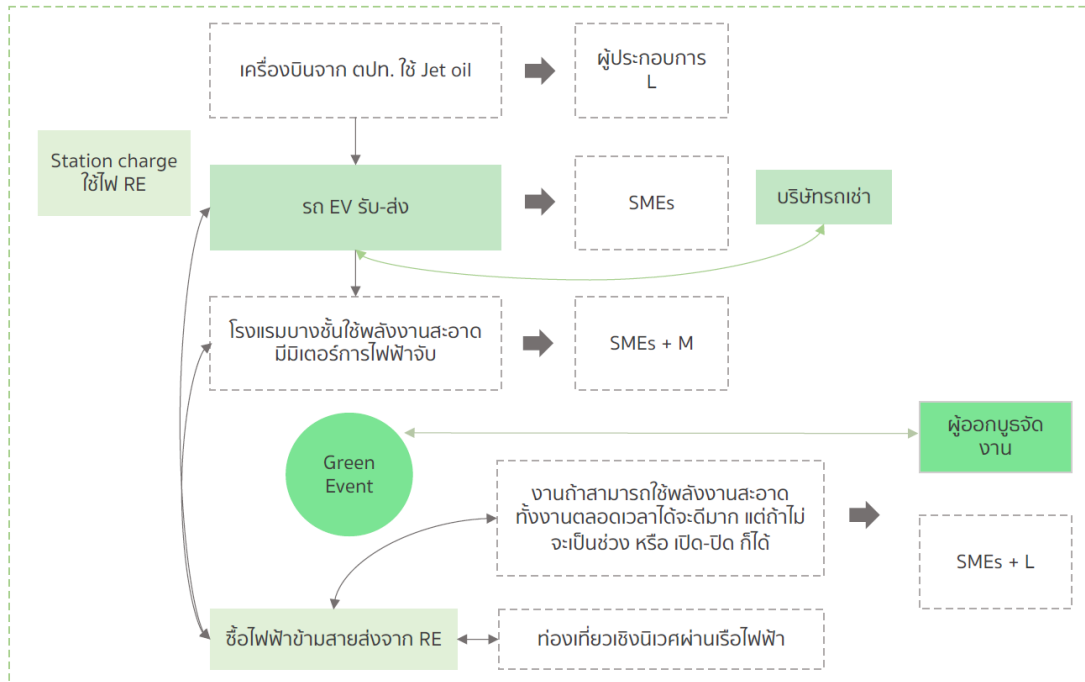 เครื่องบินจาก ตปท. ใช้ Jet oil
ผู้ประกอบการ
L
Station charge
ใช้ไฟ RE
รถ EV รับ-ส่ง
SMEs
บริษัทรถเช่า
โรงแรมบางชั้นใช้พลังงานสะอาด
มีมิเตอร์การไฟฟ้าจับ
SMEs + M
Green
Event
ผู้ออกบูธจัด
งาน
งานถ้าสามารถใช้พลังงานสะอาด
ทั้งงานตลอดเวลาได้จะดีมาก แต่ถ้าไม่
จะเป็นช่วง หรือ เปิด-ปิด ก็ได้
SMEs + L
ซื้อไฟฟ้าข้ามสายส่งจาก RE
ท่องเที่ยวเชิงนิเวศผ่านเรือไฟฟ้า